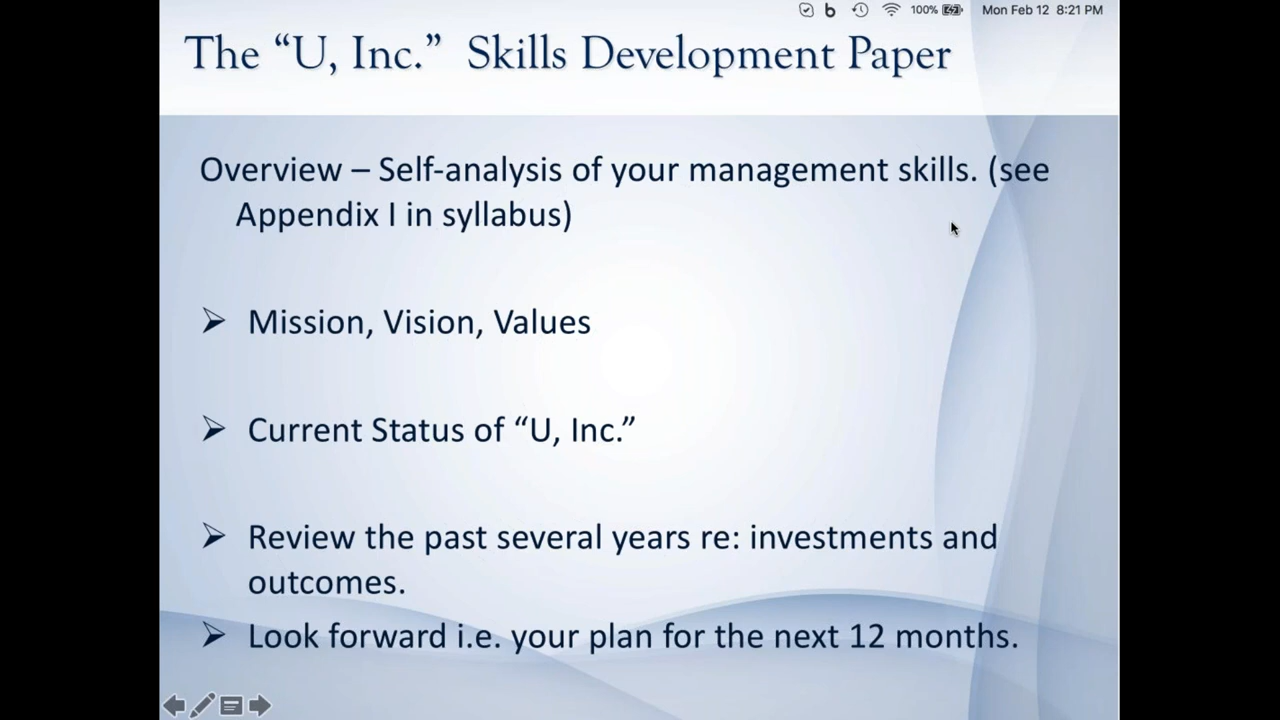 100% Mon Feb 12 8:21 PM
The “U, Inc.” Skills Development Paper
Overview – Self-analysis of your management skills. (see
Appendix I in syllabus)
➢ Mission, Vision, Values
➢ Current Status of “U, Inc.”
➢ Review the past several years re: investments and
outcomes.
➢ Look forward i.e. your plan for the next 12 months.